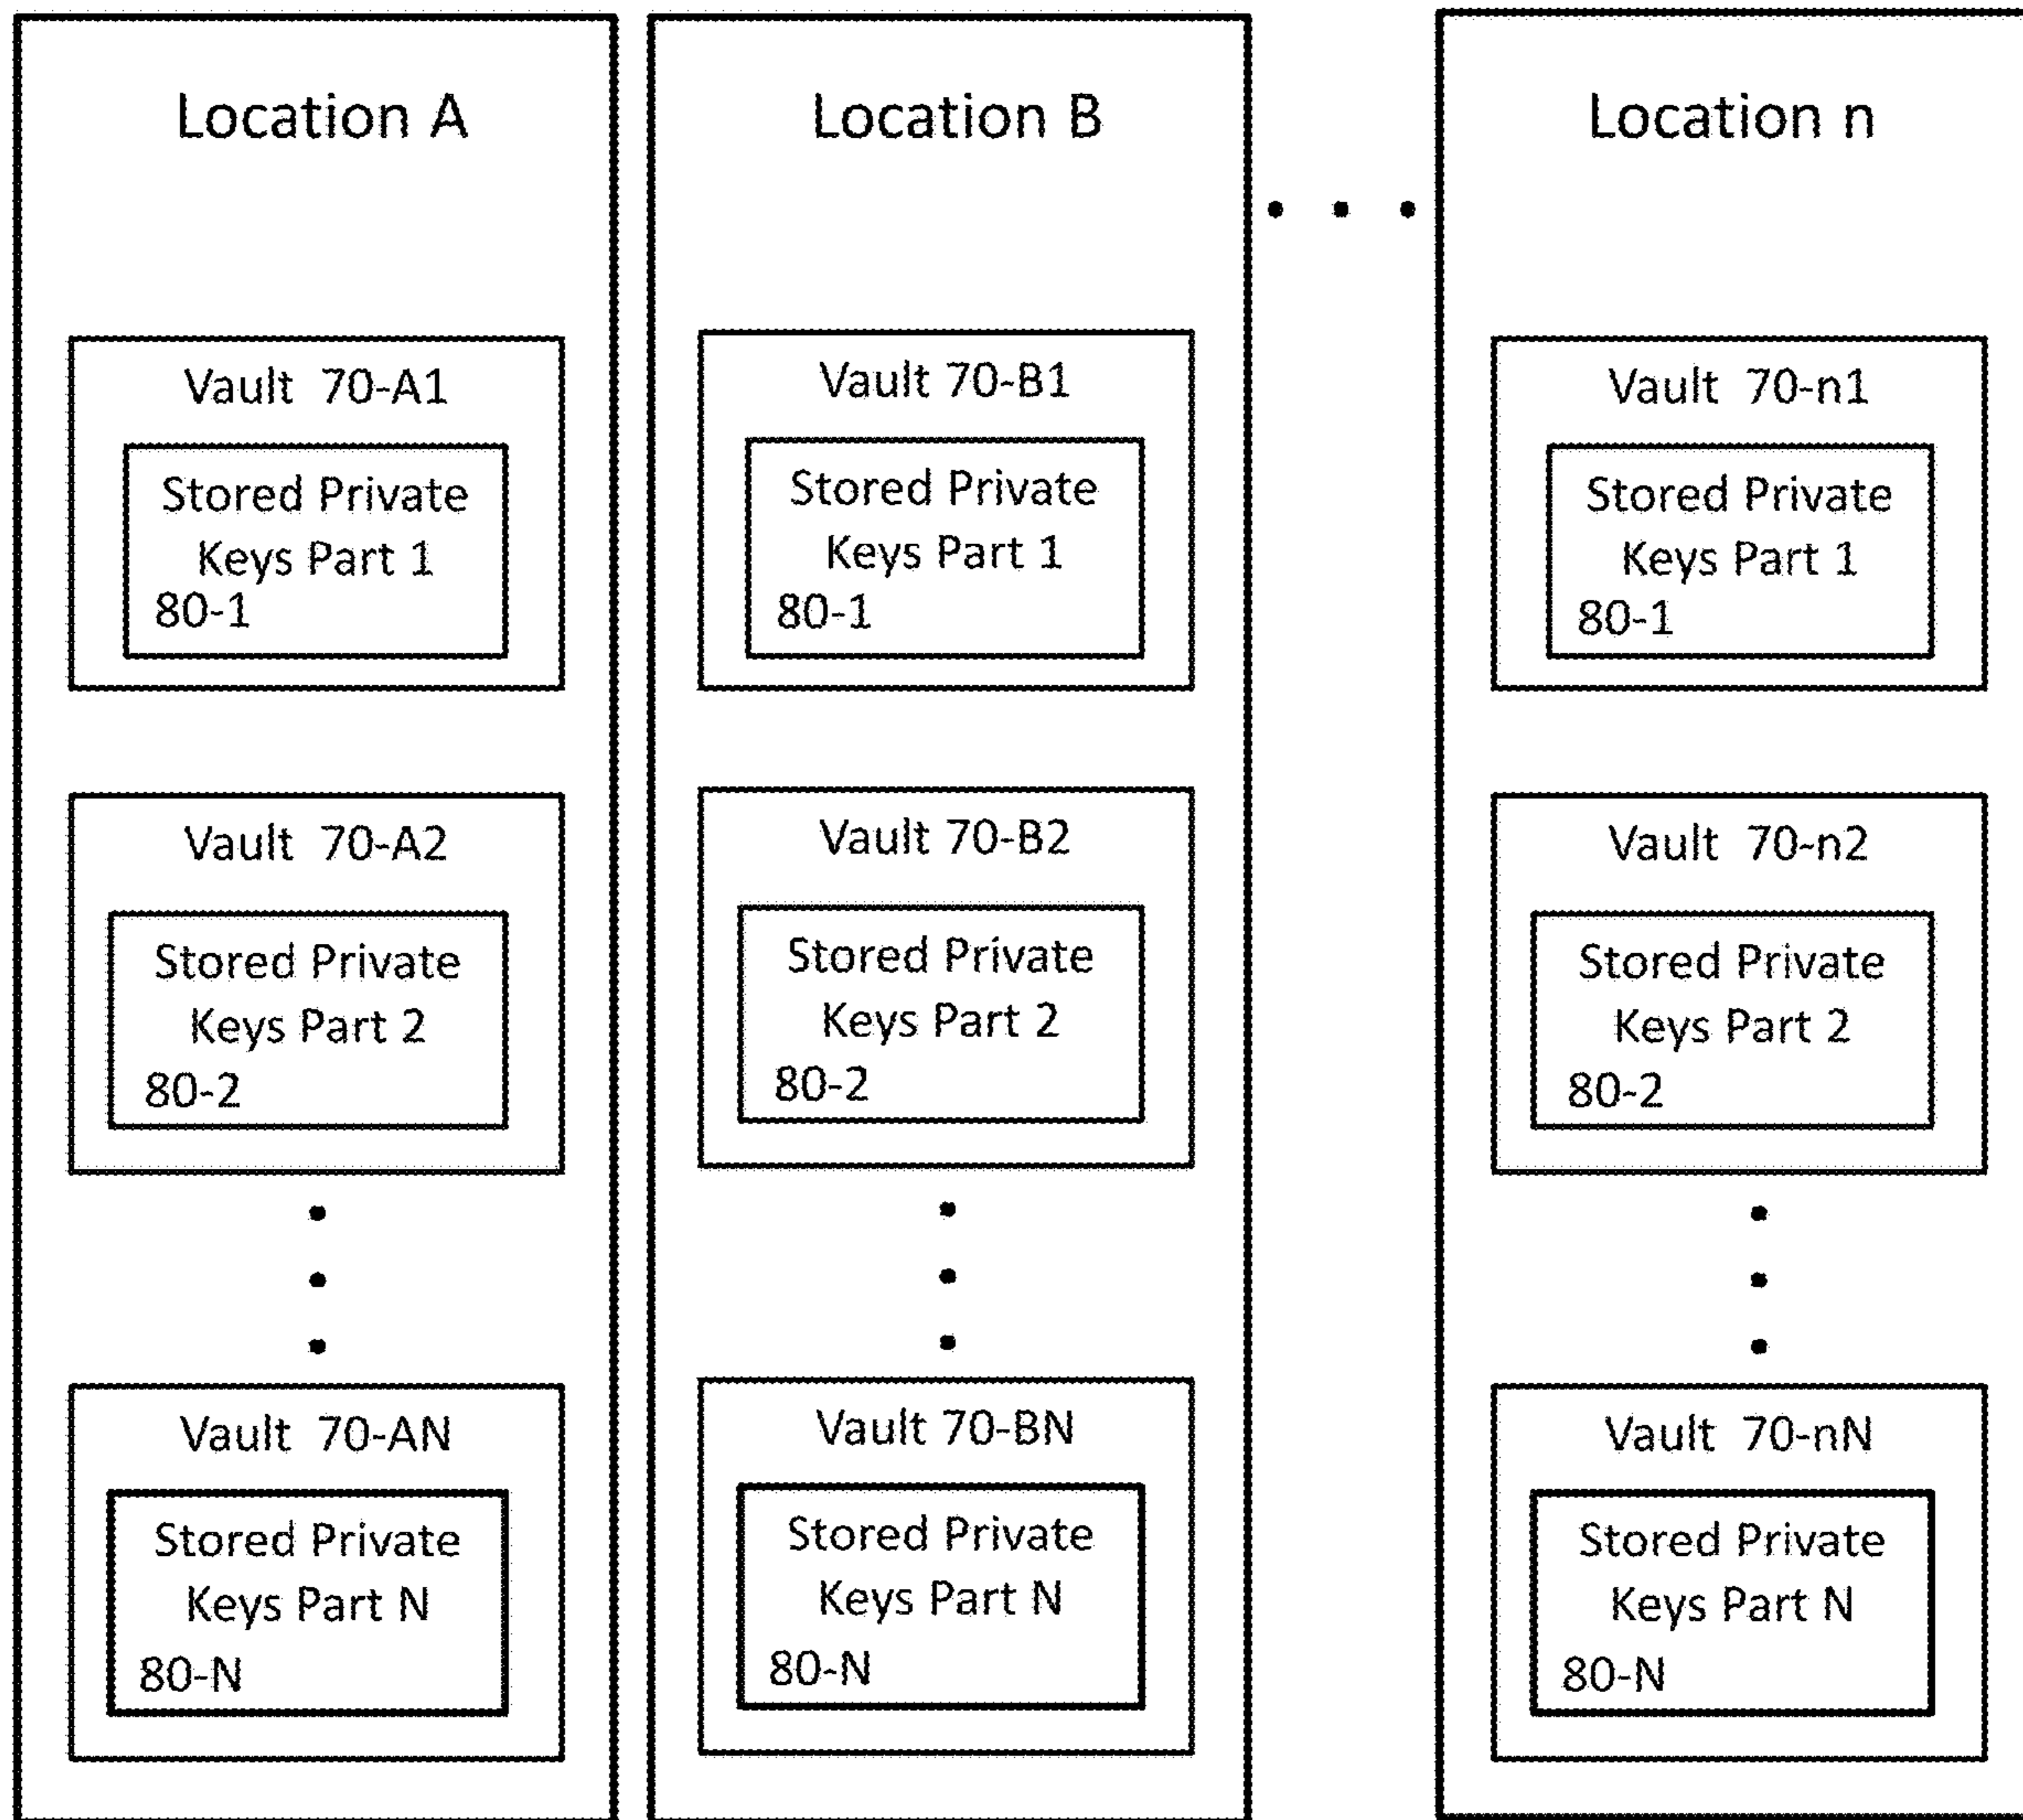 Location A
Vault 70-A1
Stored Private
Keys Part 1
80-1
Vault 70-A2
Stored Private
Keys Part 2
80-2
Vault 70-AN
Stored Private
Keys Part N
80-N
Location B
Vault 70-B1
Stored Private
Keys Part 1
80-1
Vault 70-B2
Stored Private
Keys Part 2
80-2
Vault 70-BN
Stored Private
Keys Part N
80-N
Location n
Vault 70-n1
Stored Private
Keys Part 1
80-1
Vault 70-n2
Stored Private
Keys Part 2
80-2
Vault 70-nN
Stored Private
Keys Part N
80-N